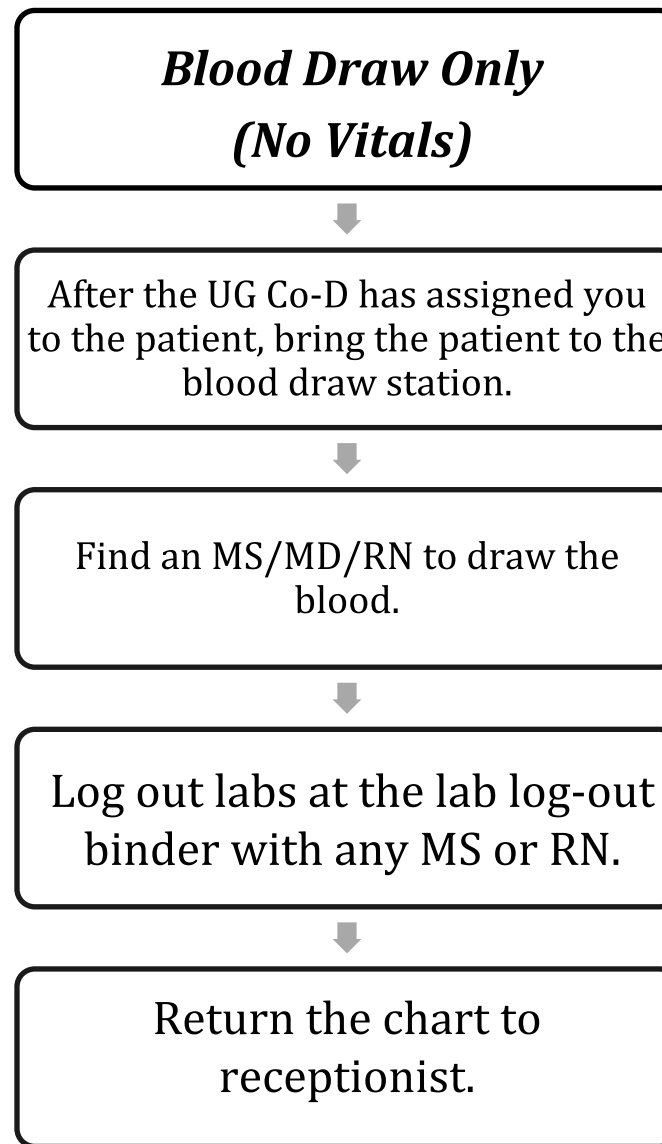 Blood Draw Only
(No Vitals)
After the UG Co-D has assigned you
to the patient, bring the patient to the
blood draw station.
Find an MS/MD/RN to draw the
blood.
Log out labs at the lab log-out
binder with any MS or RN.
Return the chart to
receptionist.